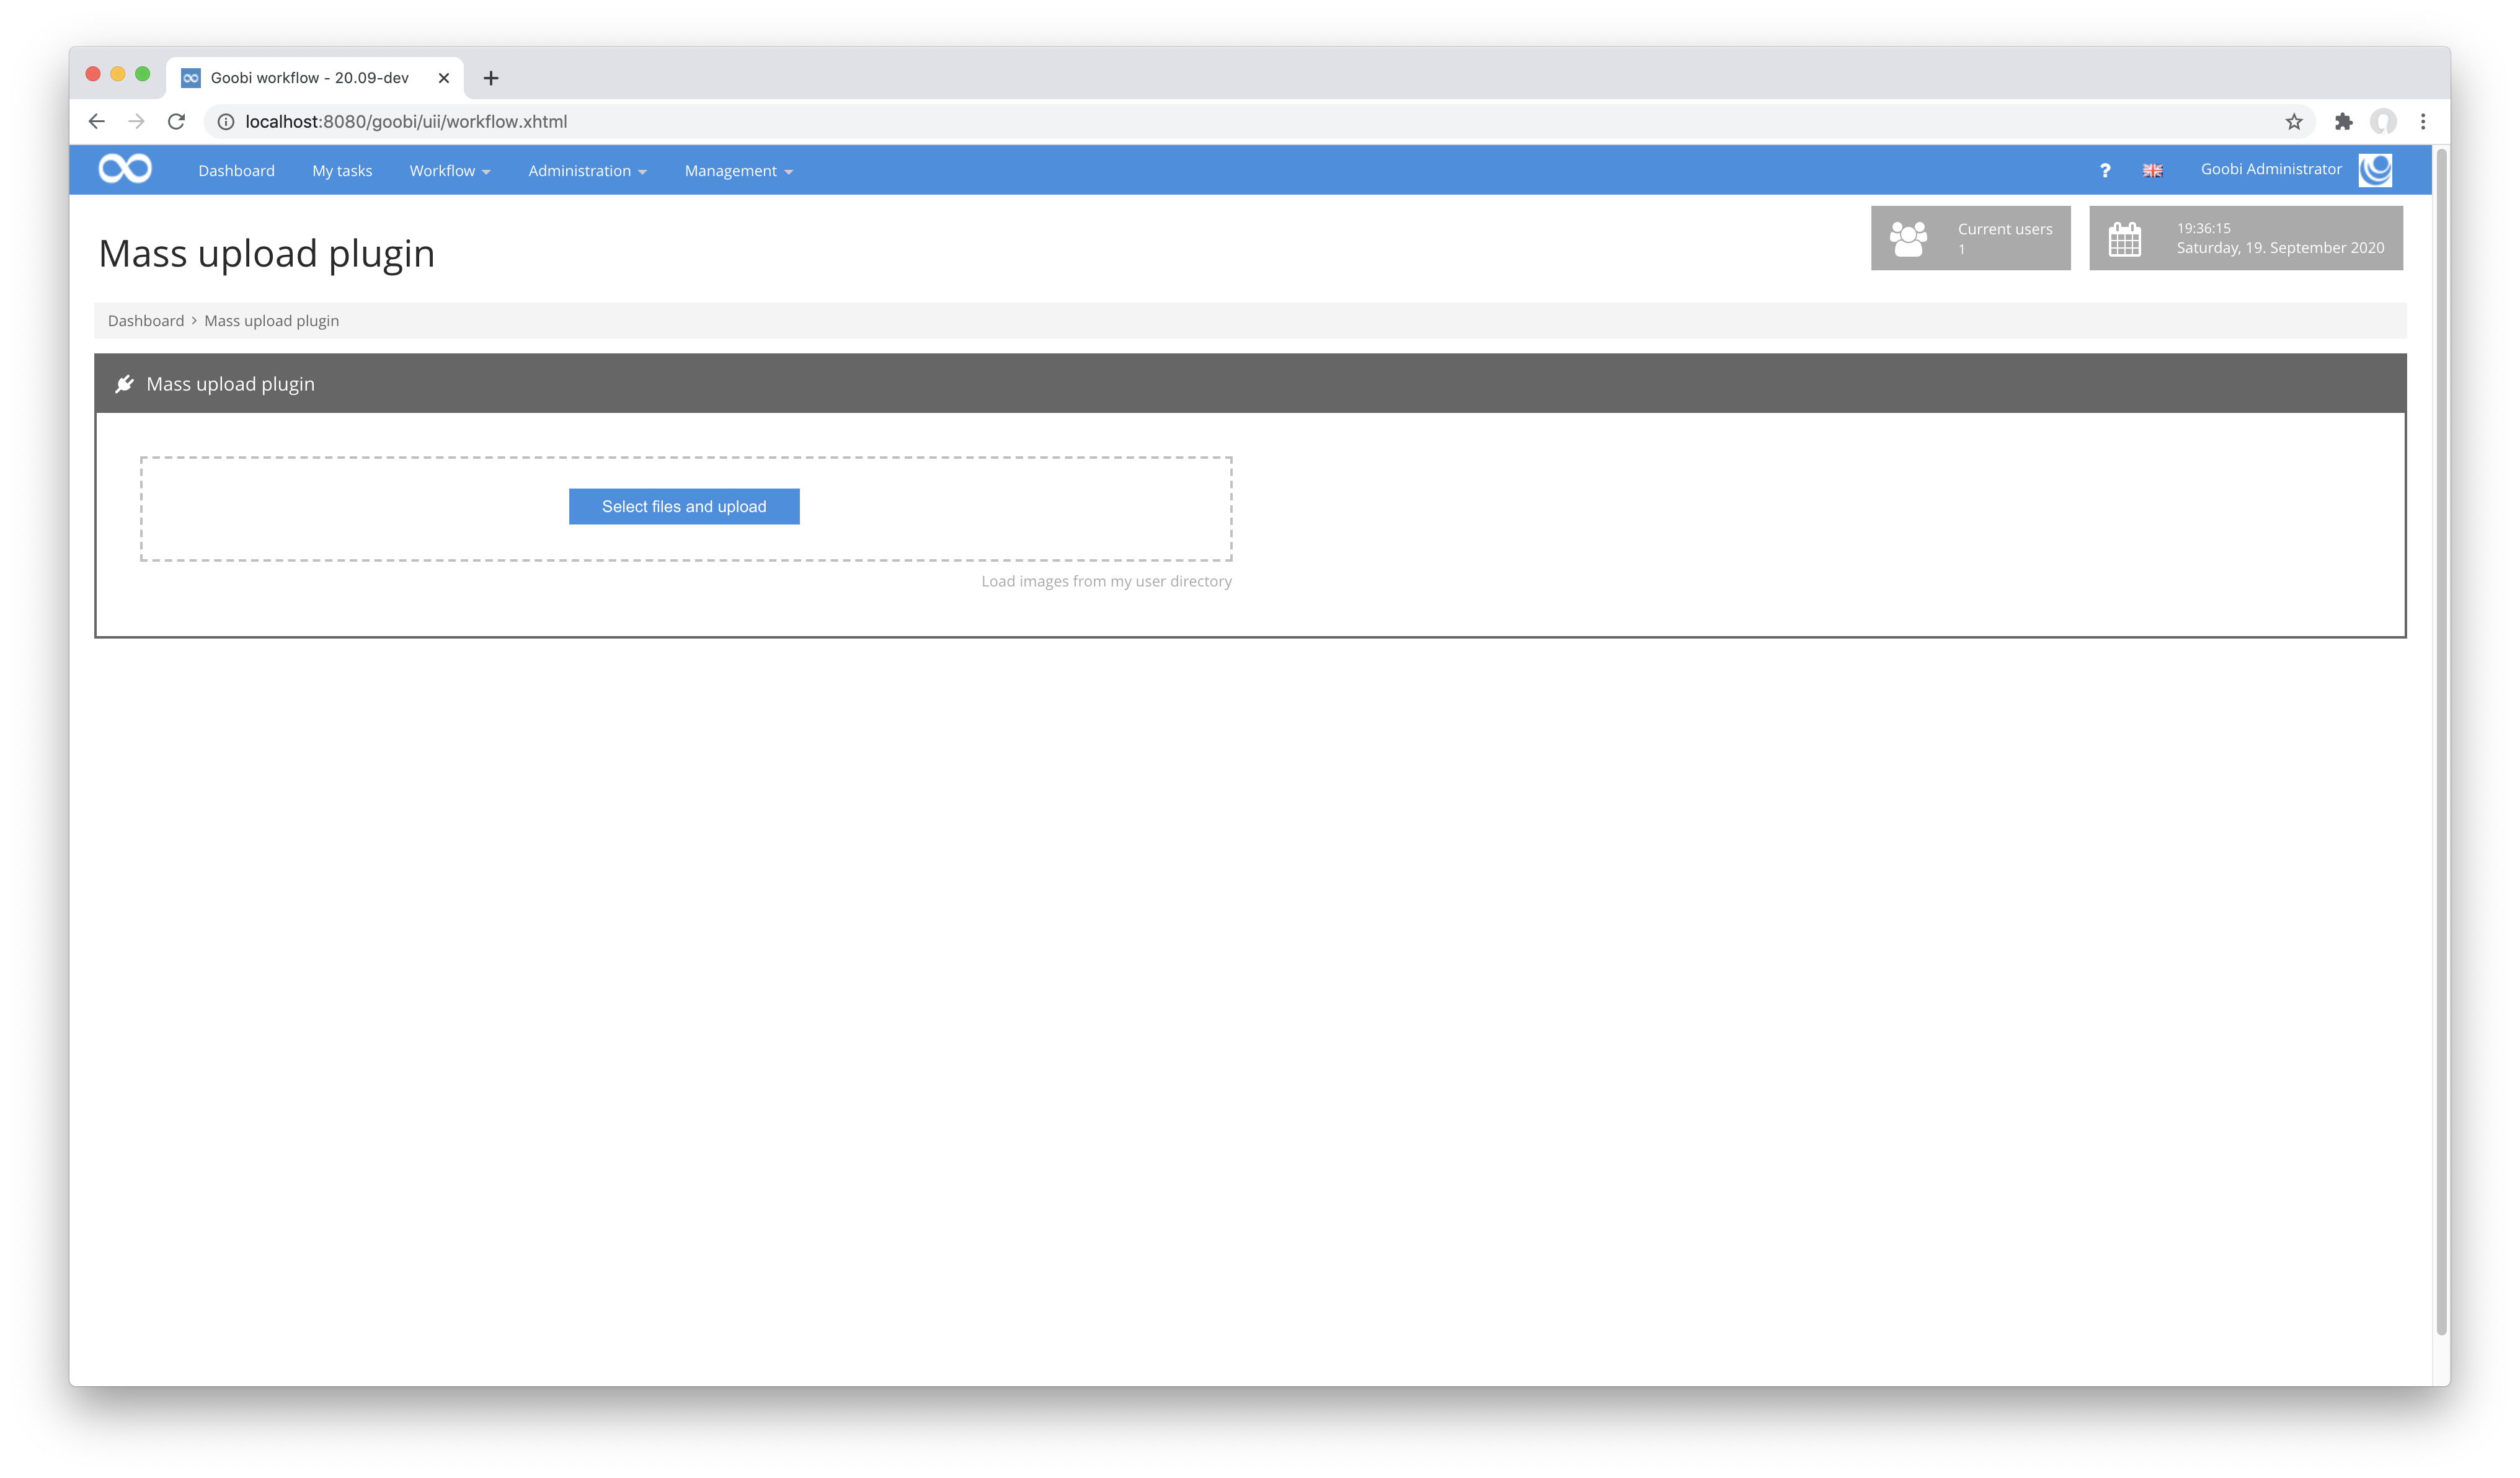 Goobi workflow - 20.09-dev
localhost:8080/goobi/uii/workflow.xhtml
Dashboard My tasks Workflow Administration Management ? Goobi Administrator
Mass upload plugin
Current users
1
19:36:15
Saturday, 19. September 2020
Dashboard › Mass upload plugin
Mass upload plugin
Select files and upload
Load images from my user directory